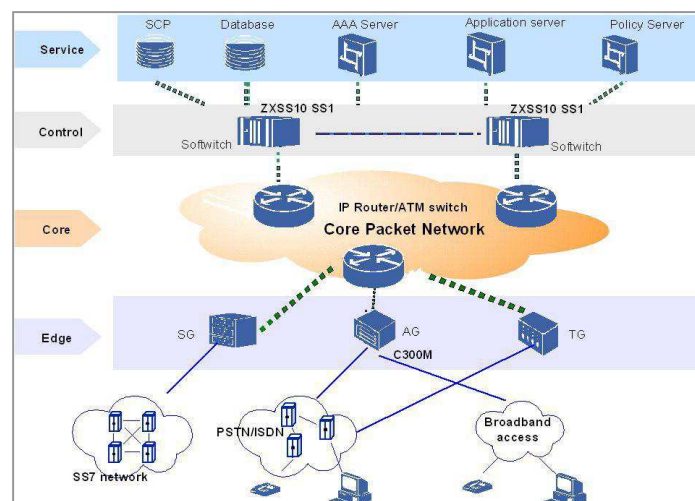 SCP
Database
AAA Server
Application server
Policy Server
Service
ZXSS10 SS1
ZXSS10 SS1
Control
Softwitch
Softwitch
IP Router/ATM switch
Core Packet Network
Core
SG
AG
TG
Edge
C300M
PSTN/ISDN
Broadband
access
SS7 network